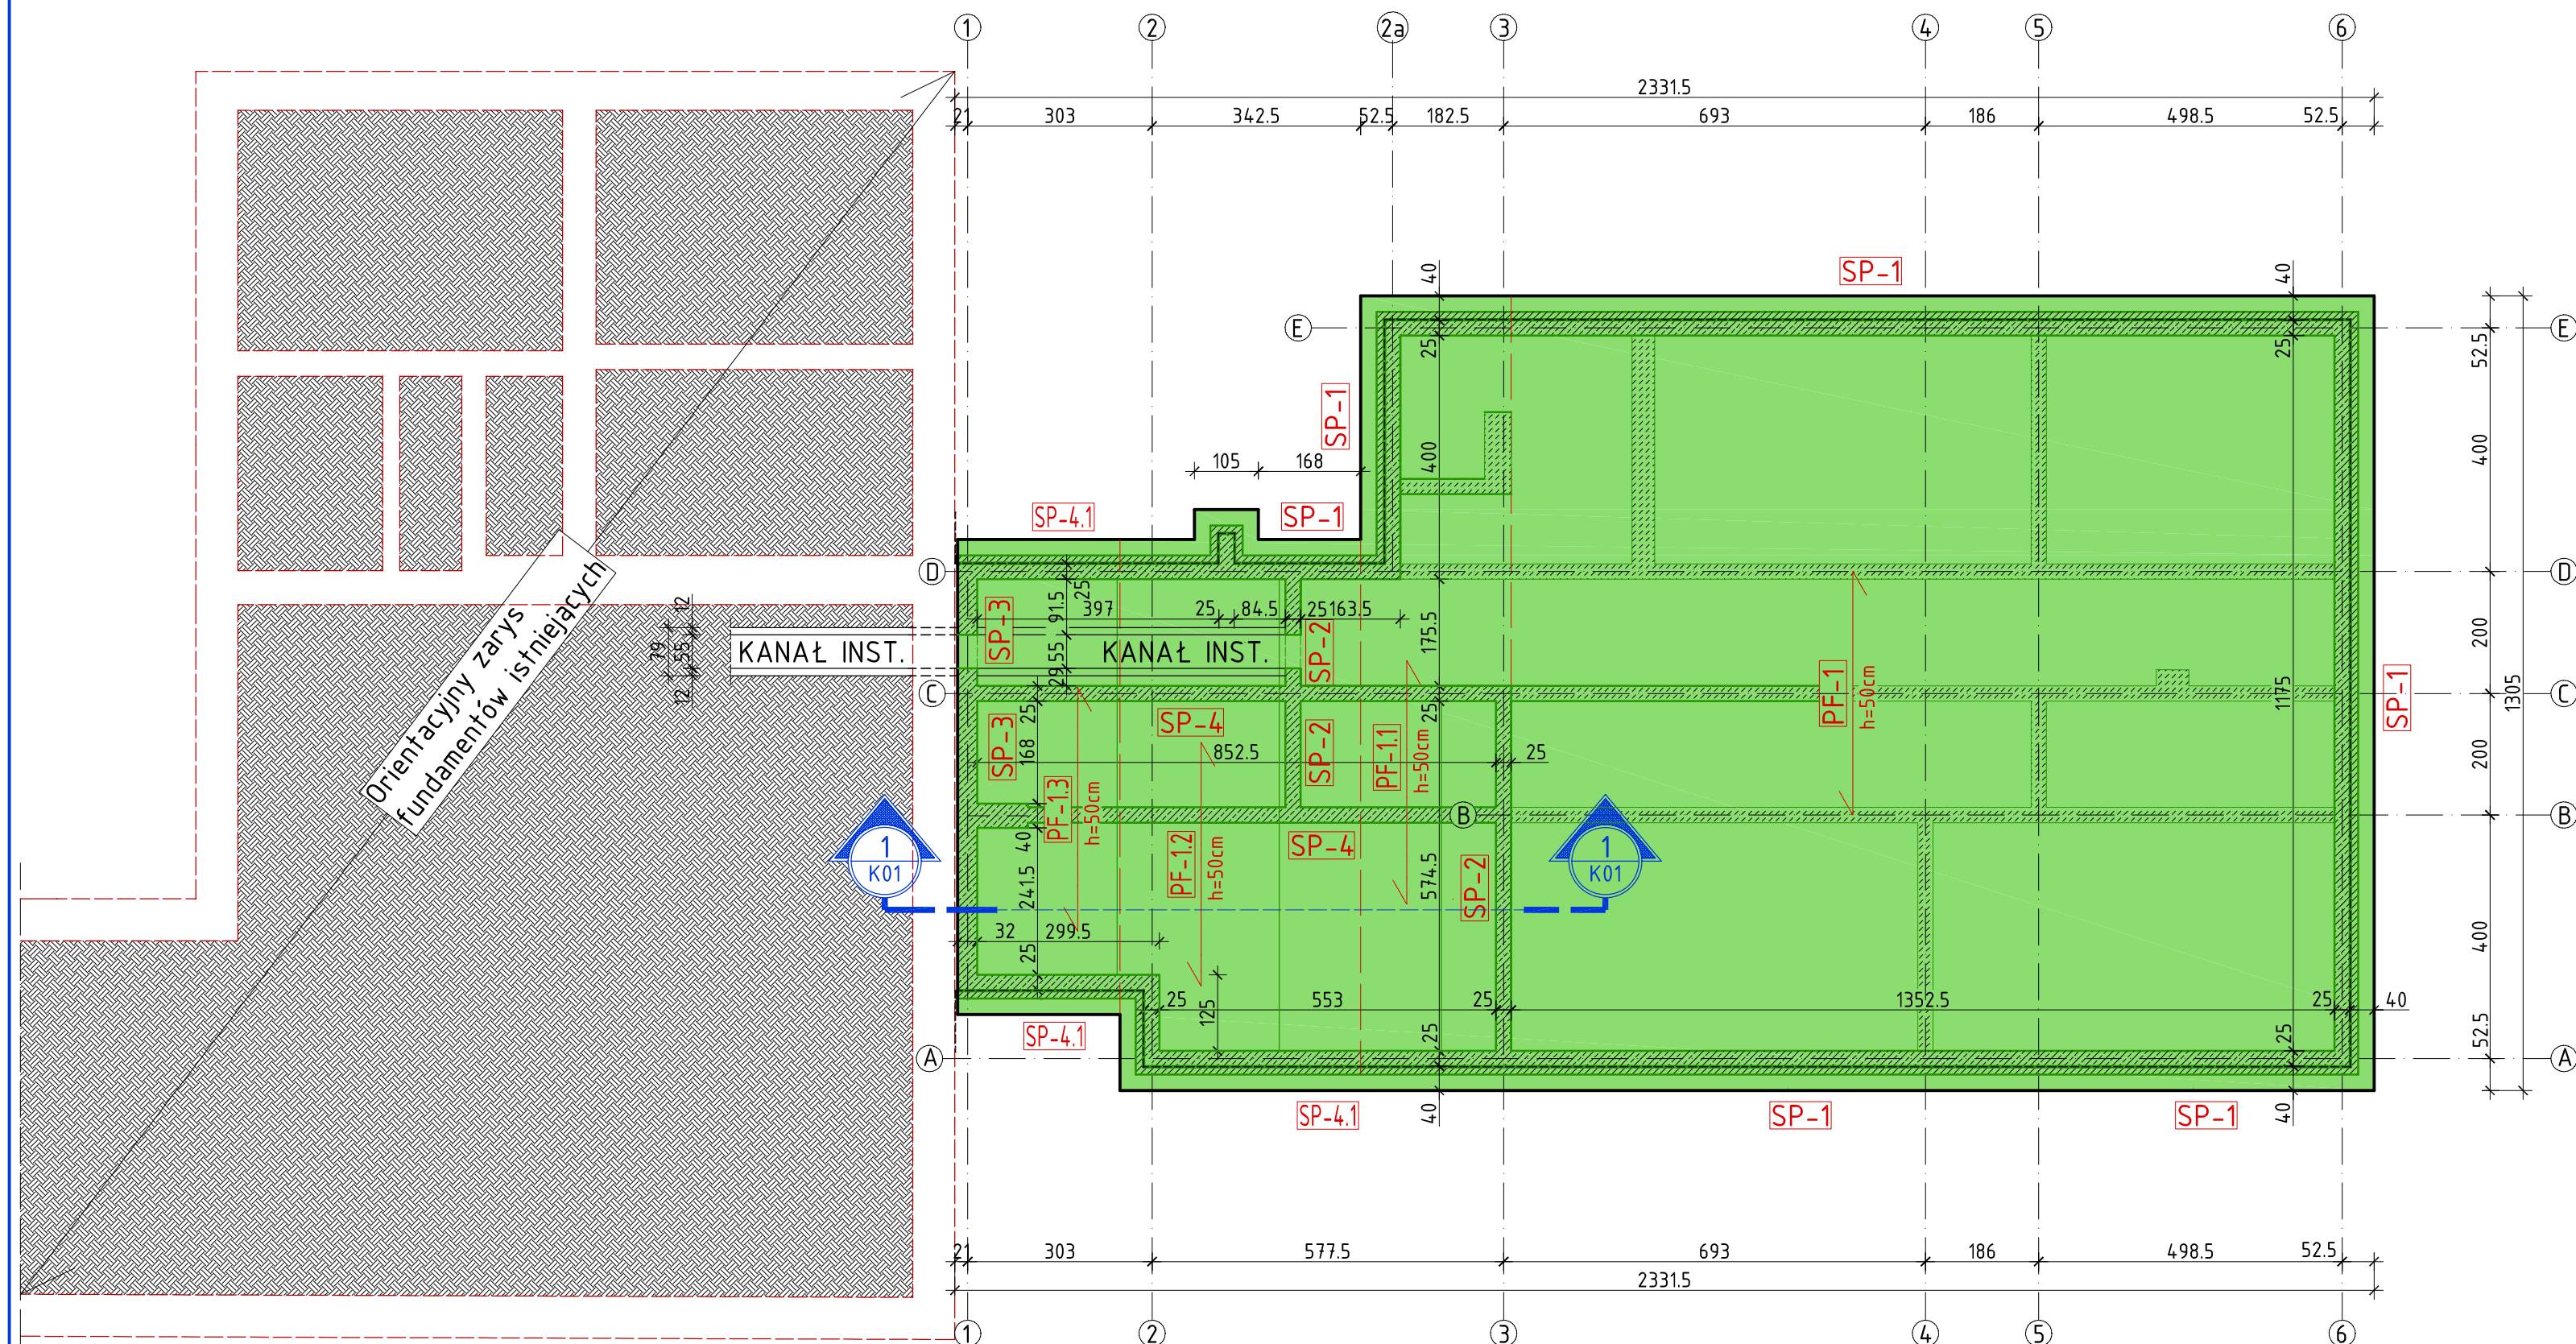 1 2 2a 3 4 5 6
2331.5
21 303 342.5 52.5 182.5 693 186 498.5 52.5
SP-1
40 40
E E
25 25 52.5
SP-1
400 400
105 168
SP-4.1 SP-1
D D
25
397 25 84.5 25 163.5
91.5
12
SP-3 SP-2
175.5 200
79 55 KANAŁ INST. KANAŁ INST.
55
29
12
PF-1
h=50cm
1175 1305
SP-1
C C
25 25
SP-3 SP-4 SP-2
168 852.5 25
PF-1.1
h=50cm
200
Orientacyjny zarys
fundamentów istniejących
PF-1.3
h=50cm
B B
40
SP-4
1
K01
1
K01
PF-1.2
h=50cm
574.5
SP-2
241.5
400
32 299.5
25
25 553 25 1352.5 25 40
125
25 25 52.5
SP-4.1
A A
40 40
SP-4.1 SP-1 SP-1
21 303 577.5 693 186 498.5 52.5
2331.5
1 2 3 4 5 6